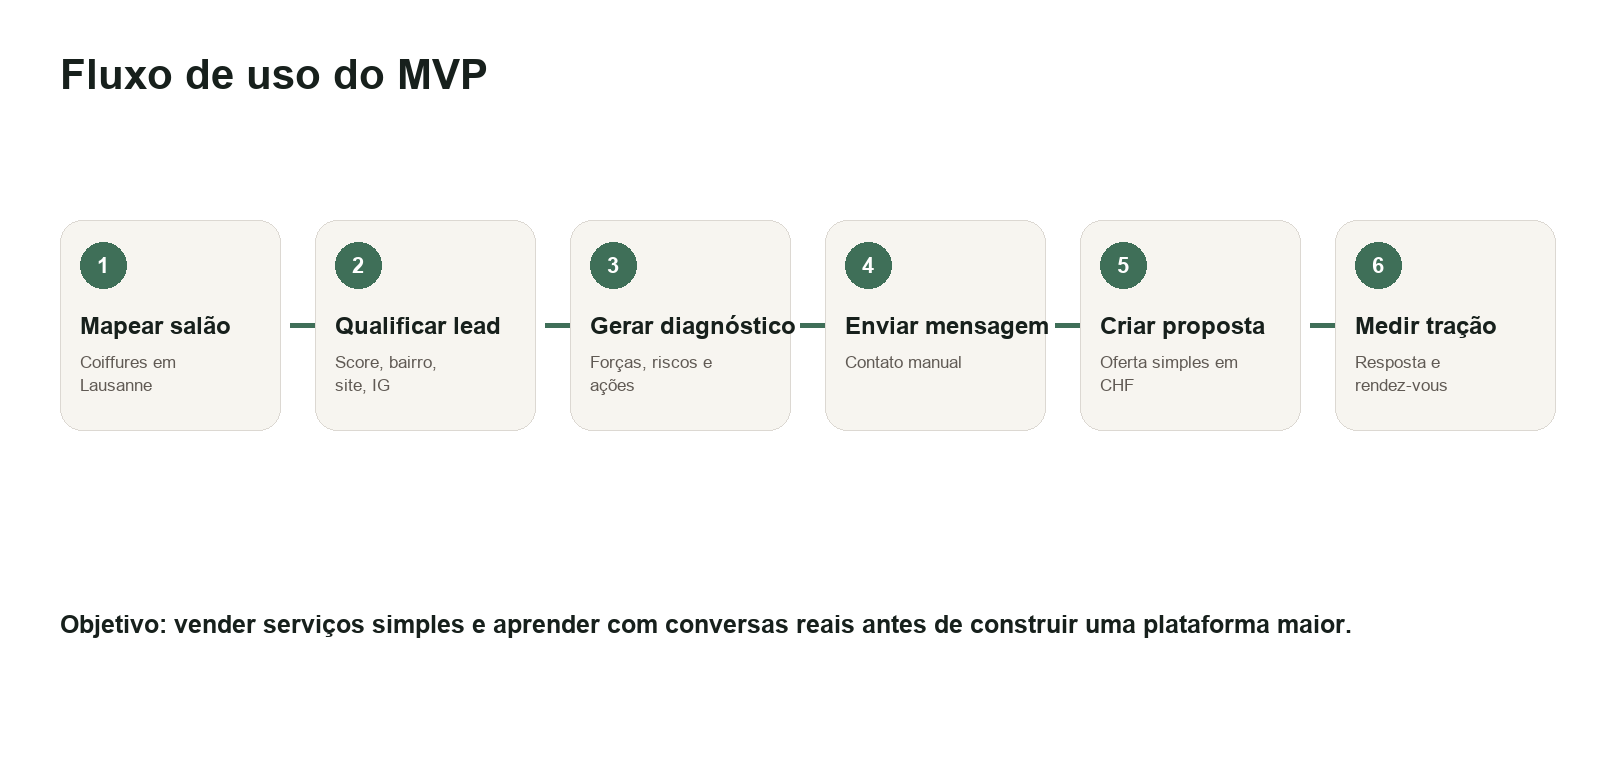 Fluxo de uso do MVP
1
Mapear salão
Coiffures em
Lausanne
2
Qualificar lead
Score, bairro,
site, IG
3
Gerar diagnóstico
Forças, riscos e
ações
4
Enviar mensagem
Contato manual
5
Criar proposta
Oferta simples em
CHF
6
Medir tração
Resposta e
rendez-vous
Objetivo: vender serviços simples e aprender com conversas reais antes de construir uma plataforma maior.